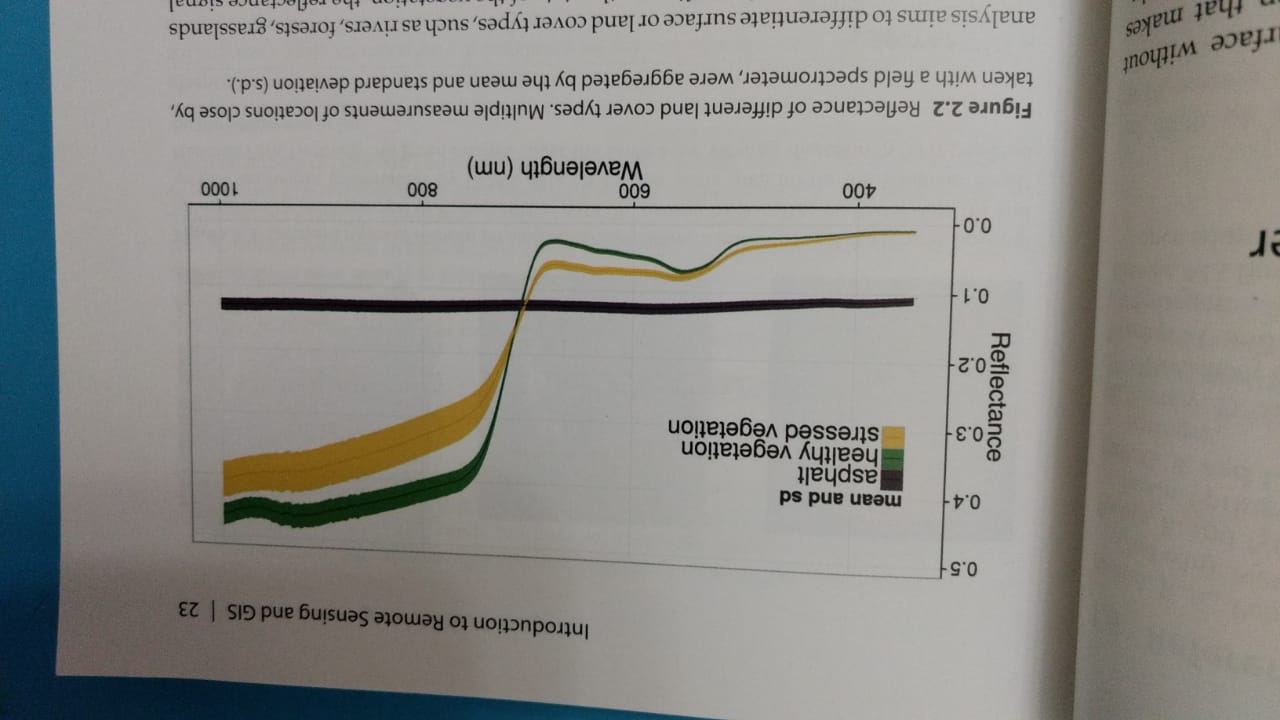 Introduction to Remote Sensing and GIS | 23
0.5
0.4
0.3
0.2
0.1
0.0
Reflectance
mean and sd
asphalt
healthy vegetation
stressed vegetation
400
600
800
1000
Wavelength (nm)
Figure 2.2 Reflectance of different land cover types. Multiple measurements of locations close by,
taken with a field spectrometer, were aggregated by the mean and standard deviation (s.d.).
analysis aims to differentiate surface or land cover types, such as rivers, forests, grasslands
the reflectance signal
er
without
that makes